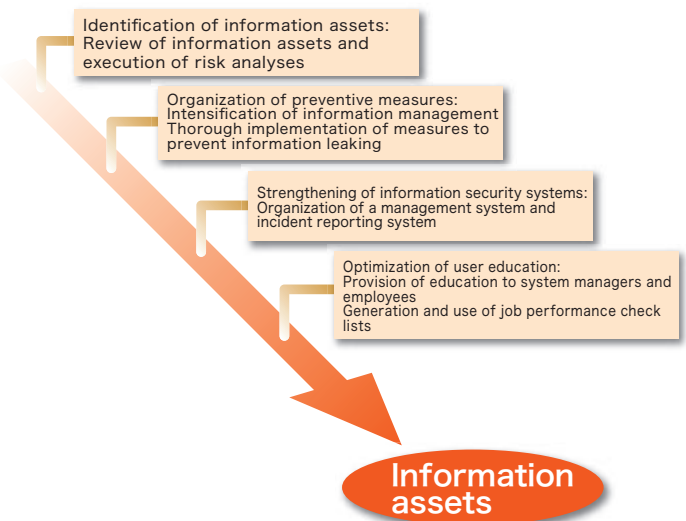 Identification of information assets:
Review of information assets and
execution of risk analyses
Organization of preventive measures:
Intensification of information management
Thorough implementation of measures to
prevent information leaking
Strengthening of information security systems:
Organization of a management system and
incident reporting system
Optimization of user education:
Provision of education to system managers and
employees
Generation and use of job performance check
lists
Information
assets